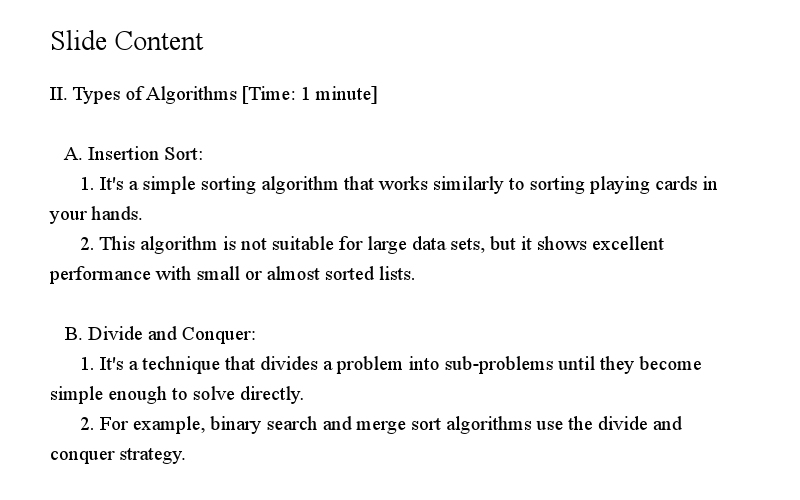 Slide Content
II. Types of Algorithms [Time: 1 minute]
A. Insertion Sort:
1. It's a simple sorting algorithm that works similarly to sorting playing cards in
your hands.
2. This algorithm is not suitable for large data sets, but it shows excellent
performance with small or almost sorted lists.
B. Divide and Conquer:
1. It's a technique that divides a problem into sub-problems until they become
simple enough to solve directly.
2. For example, binary search and merge sort algorithms use the divide and
conquer strategy.